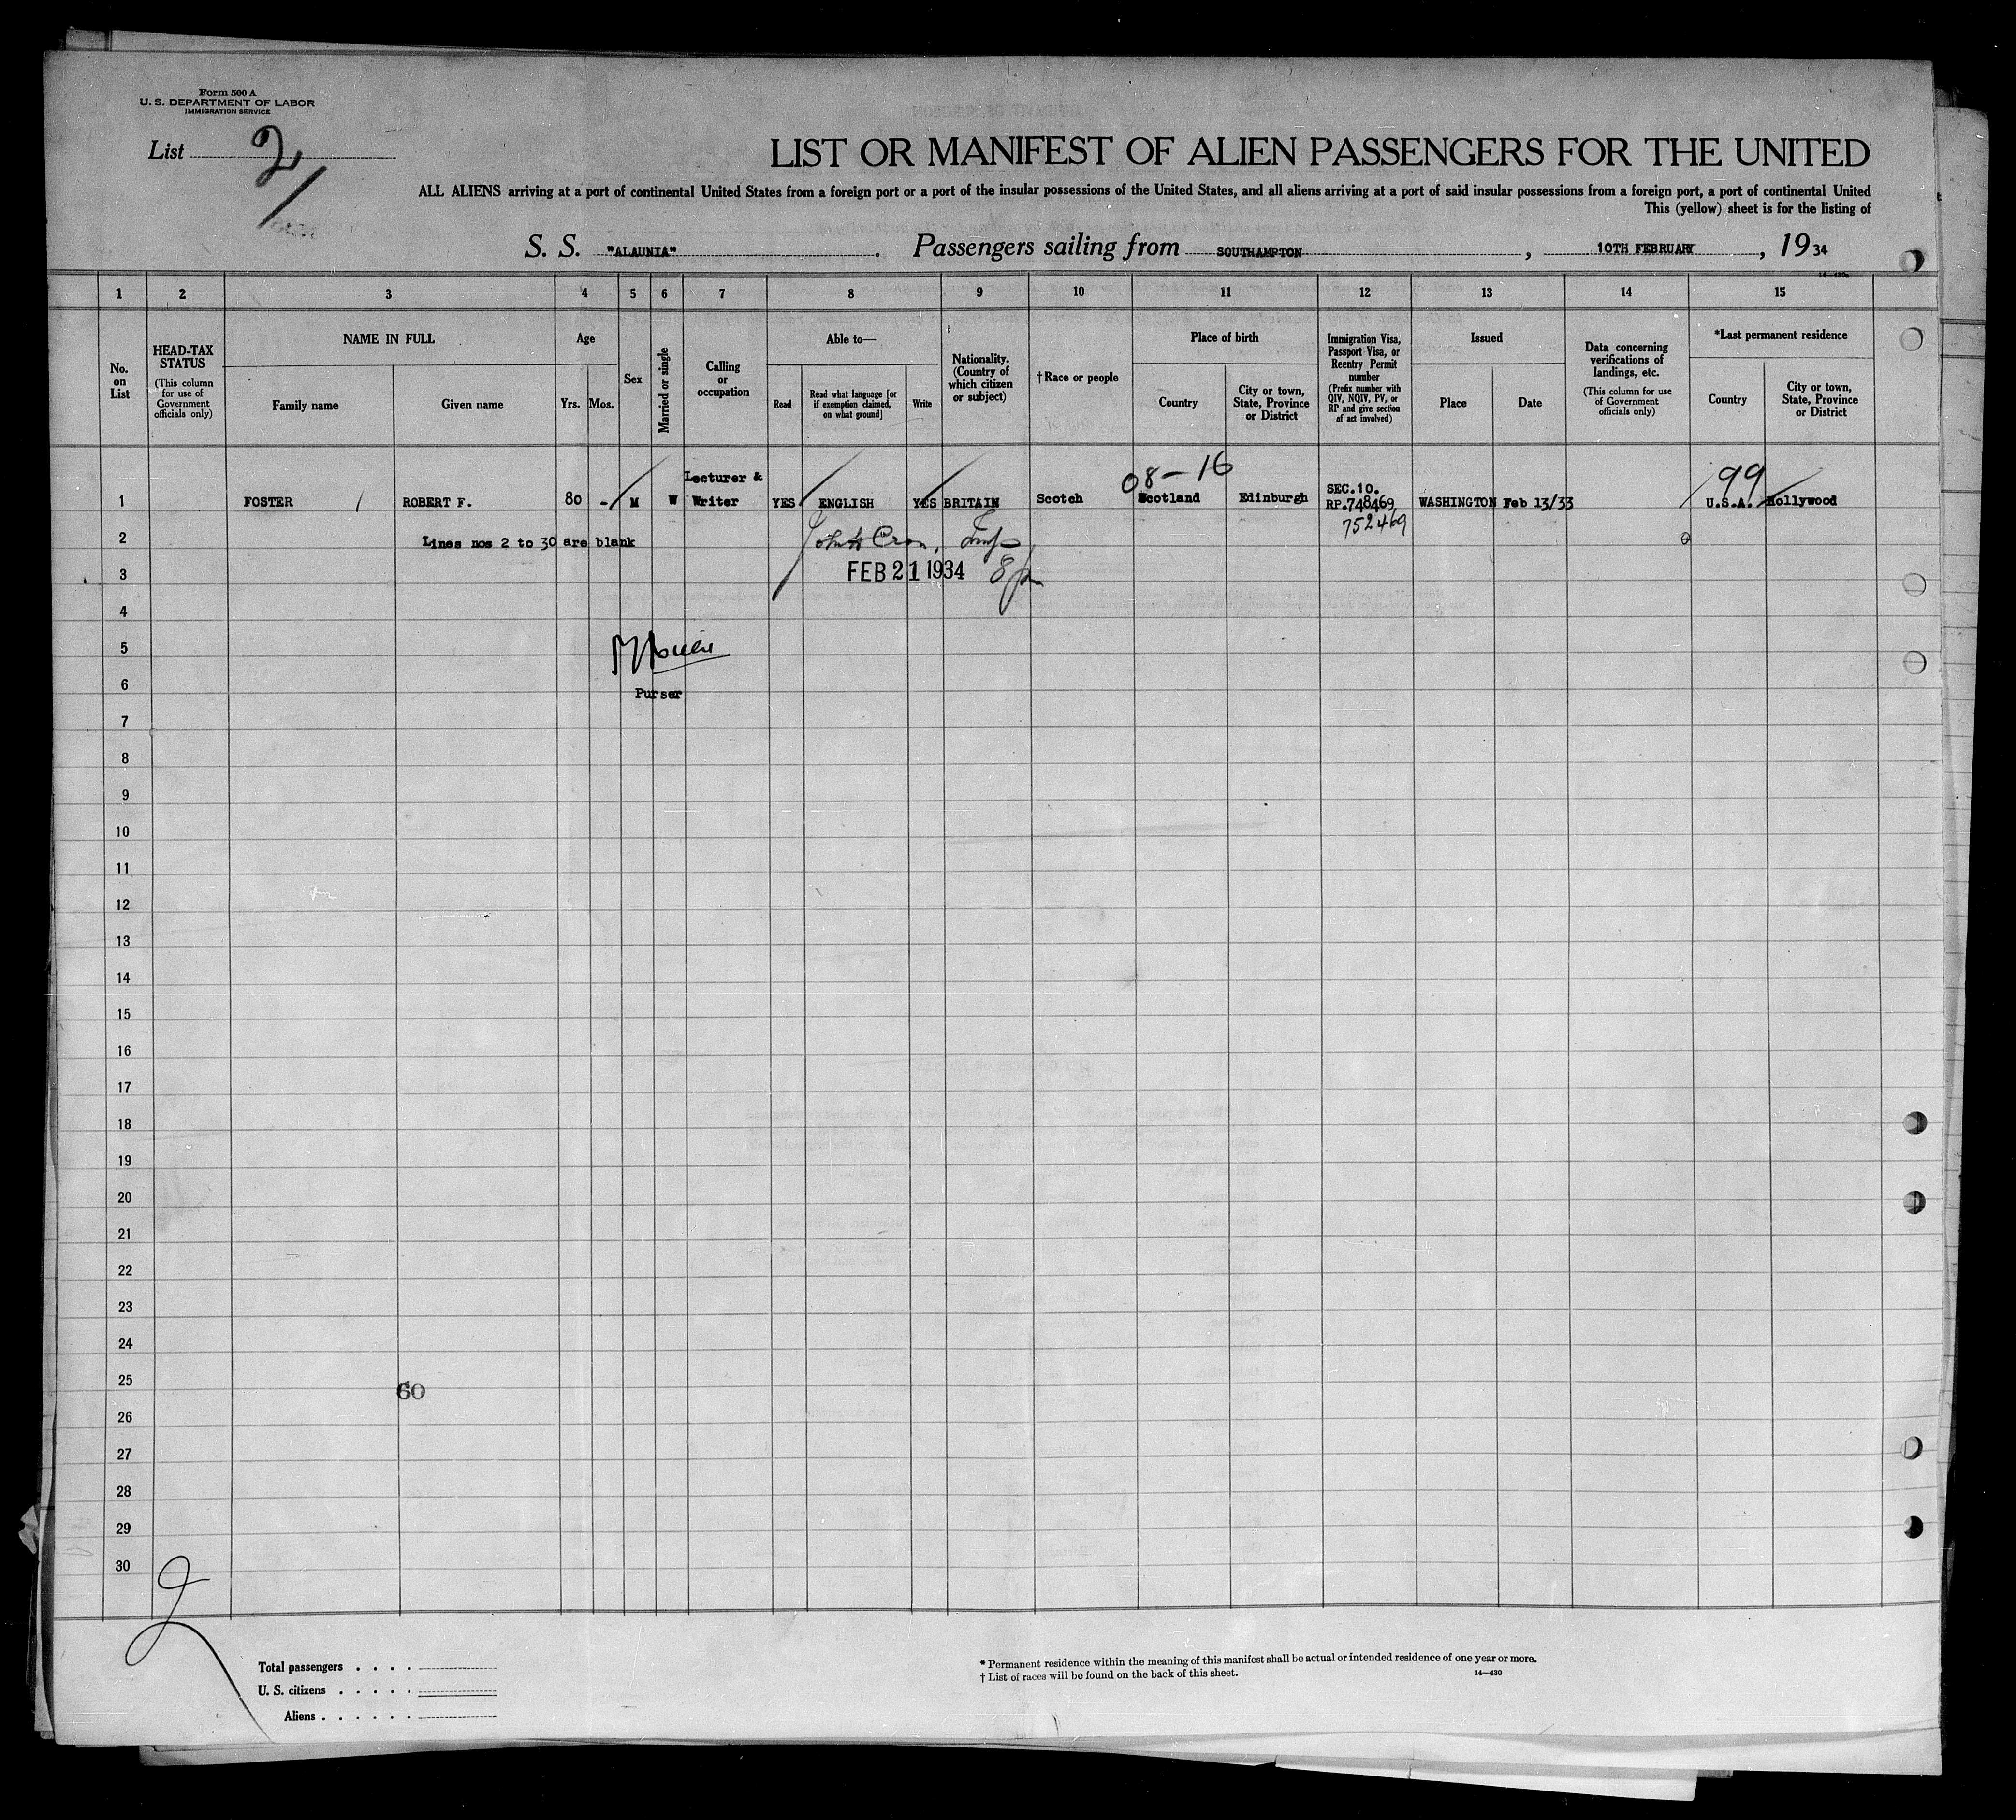 Form 500 A
U. S. DEPARTMENT OF LABOR
IMMIGRATION SERVICE
List 2
LIST OR MANIFEST OF ALIEN PASSENGERS FOR THE UNITED
ALL ALIENS arriving at a port of continental United States from a foreign port or a port of the insular possessions of the United States, and all aliens arriving at a port of said insular possessions from a foreign port, a port of continental United
This (yellow) sheet is for the listing of
S. S. "ALAUNIA". Passengers sailing from SOUTHAMPTON, 10TH FEBRUARY, 1934
14—430a
1 2 3 4 5 6 7 8 9 10 11 12 13 14 15
No. on List
HEAD-TAX STATUS
(This column for use of Government officials only)
NAME IN FULL
Family name
Given name
Age
Yrs. Mos.
Sex
Married or single
Calling or occupation
Able to—
Read
Read what language [or if exemption claimed, on what ground]
Write
Nationality. (Country of which citizen or subject)
†Race or people
Place of birth
Country
City or town, State, Province or District
Immigration Visa, Passport Visa, or Reentry Permit number
(Prefix number with QIV, NQIV, PV, or RP and give section of act involved)
Issued
Place
Date
Data concerning verifications of landings, etc.
(This column for use of Government officials only)
*Last permanent residence
Country
City or town, State, Province or District
08-16
99
1 FOSTER ROBERT F. 80 - M W Lecturer & Writer YES ENGLISH YES BRITAIN Scotch Scotland Edinburgh SEC.10. RP.748469 WASHINGTON Feb 13/33 U.S.A. Hollywood
752469
2 Lines nos 2 to 30 are blank
John Cron, Insp
3 FEB 21 1934 8 pm
4
5
6 Purser
7
8
9
10
11
12
13
14
15
16
17
18
19
20
21
22
23
24
25
60
26
27
28
29
30
2
Total passengers . . . .
U. S. citizens . . . . .
Aliens . . . . . .
* Permanent residence within the meaning of this manifest shall be actual or intended residence of one year or more.
† List of races will be found on the back of this sheet.
14—430